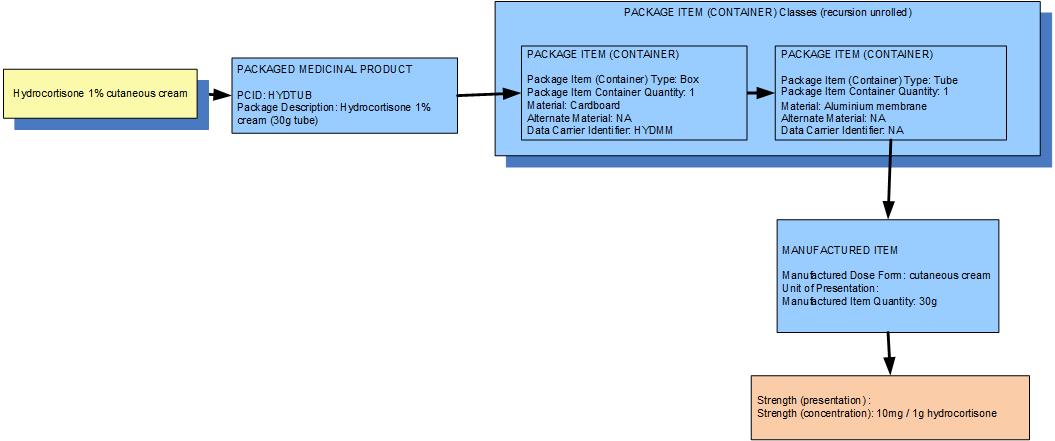 PACKAGE ITEM (CONTAINER) Classes (recursion unrolled)
Hydrocortisone 1% cutaneous cream
PACKAGED MEDICINAL PRODUCT
PCID: HYDTUB
Package Description: Hydrocortisone 1%
cream (30g tube)
PACKAGE ITEM (CONTAINER)
Package Item (Container) Type: Box
Package Item Container Quantity: 1
Material: Cardboard
Alternate Material: NA
Data Carrier Identifier: HYDMM
PACKAGE ITEM (CONTAINER)
Package Item (Container) Type: Tube
Package Item Container Quantity: 1
Material: Aluminium membrane
Alternate Material: NA
Data Carrier Identifier: NA
MANUFACTURED ITEM
Manufactured Dose Form: cutaneous cream
Unit of Presentation:
Manufactured Item Quantity: 30g
Strength (presentation) :
Strength (concentration): 10mg / 1g hydrocortisone